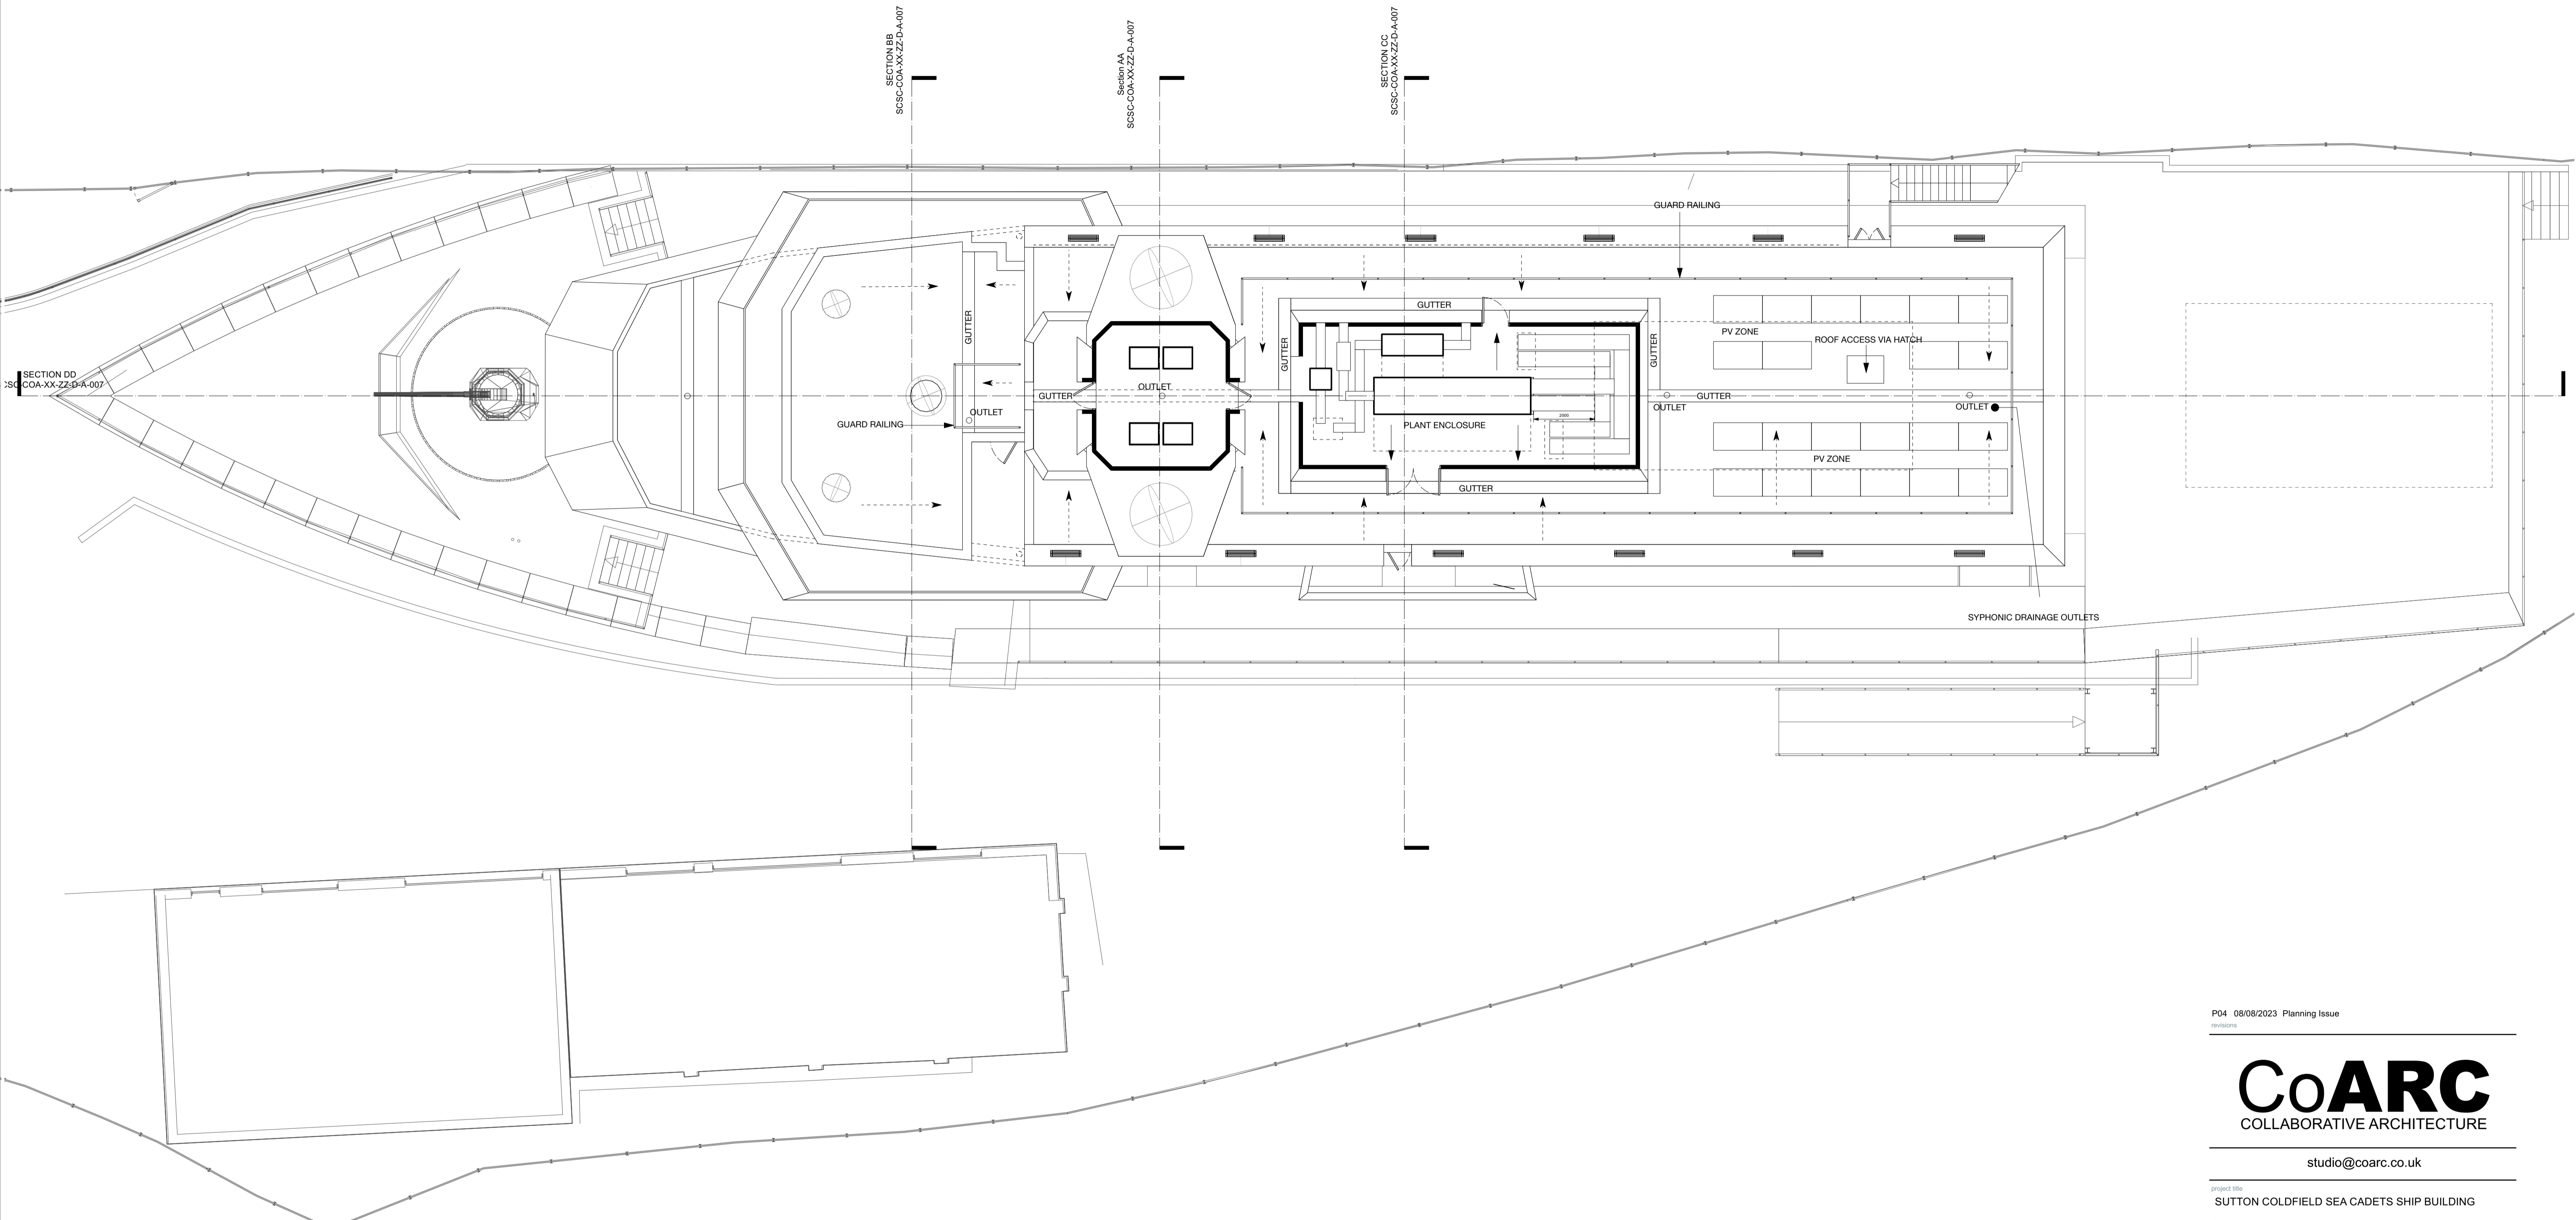 SECTION BB
SCSC-COA-XX-ZZ-D-A-007
Section AA
SCSC-COA-XX-ZZ-D-A-007
SECTION CC
SCSC-COA-XX-ZZ-D-A-007
GUARD RAILING
GUTTER
GUTTER
GUTTER
GUTTER
PV ZONE
ROOF ACCESS VIA HATCH
SECTION DD
SCSC-COA-XX-ZZ-D-A-007
OUTLET
GUTTER
GUTTER
OUTLET
OUTLET
OUTLET
2000
GUARD RAILING
PLANT ENCLOSURE
PV ZONE
GUTTER
SYPHONIC DRAINAGE OUTLETS
P04 08/08/2023 Planning Issue
revisions
CoARC
COLLABORATIVE ARCHITECTURE
studio@coarc.co.uk
project title
SUTTON COLDFIELD SEA CADETS SHIP BUILDING